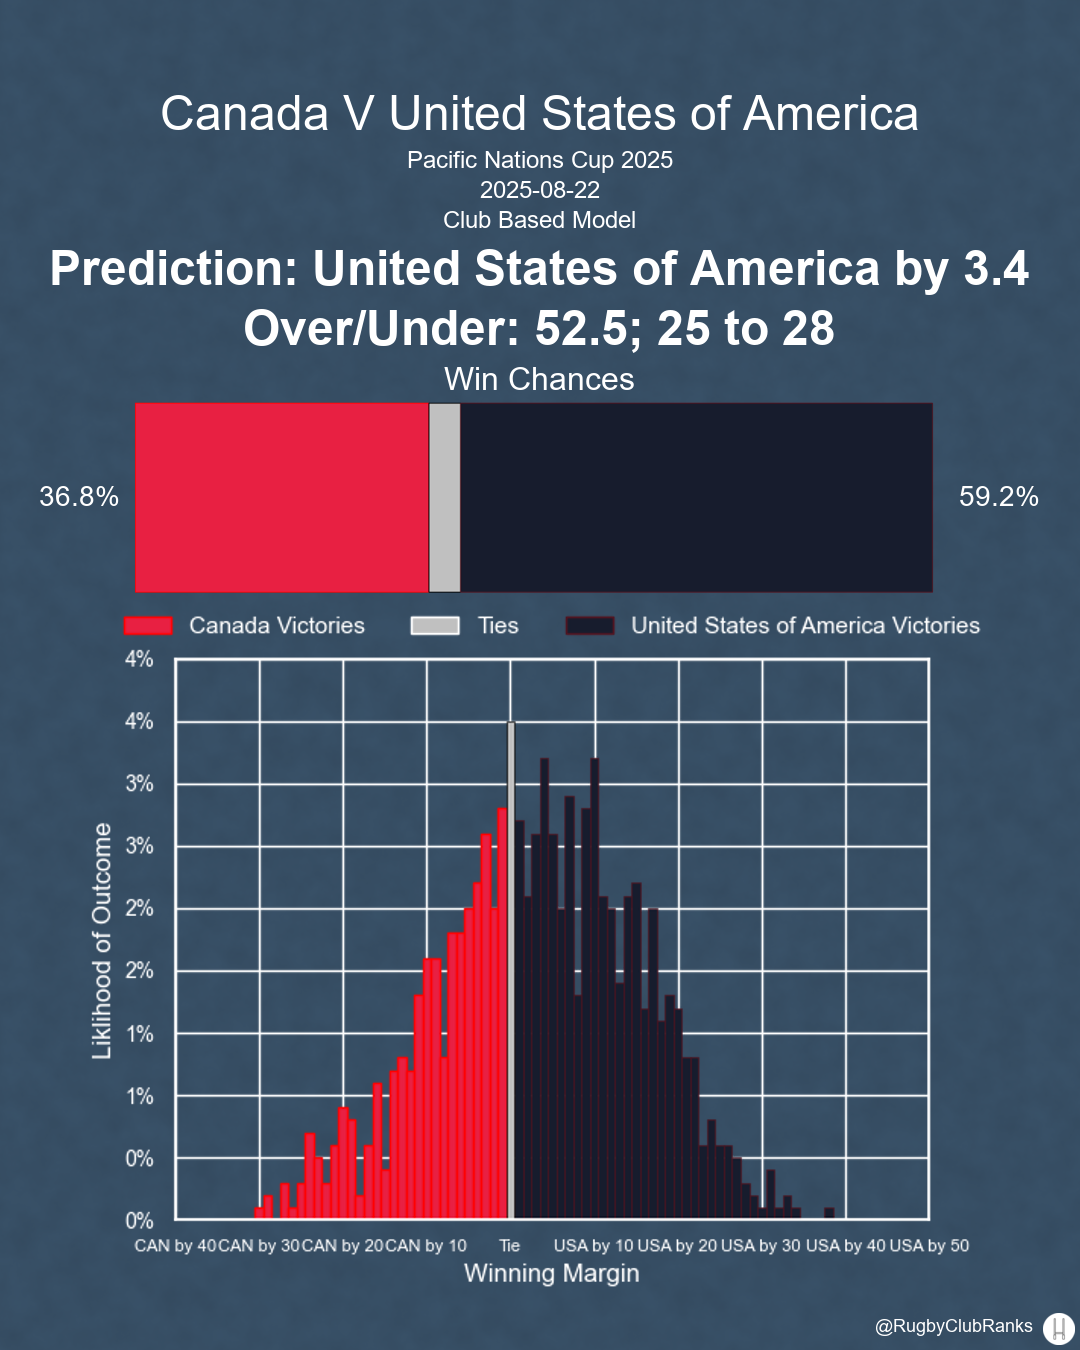 Canada V United States of America
Pacific Nations Cup 2025
2025-08-22
Club Based Model
Prediction: United States of America by 3.4
Over/Under: 52.5; 25 to 28
Win Chances
36.8%
59.2%
Canada Victories
Ties
United States of America Victories
4%
4%
3%
3%
2%
2%
1%
1%
0%
0%
Liklihood of Outcome
CAN by 40 CAN by 30 CAN by 20 CAN by 10 Tie USA by 10 USA by 20 USA by 30 USA by 40 USA by 50
Winning Margin
@RugbyClubRanks